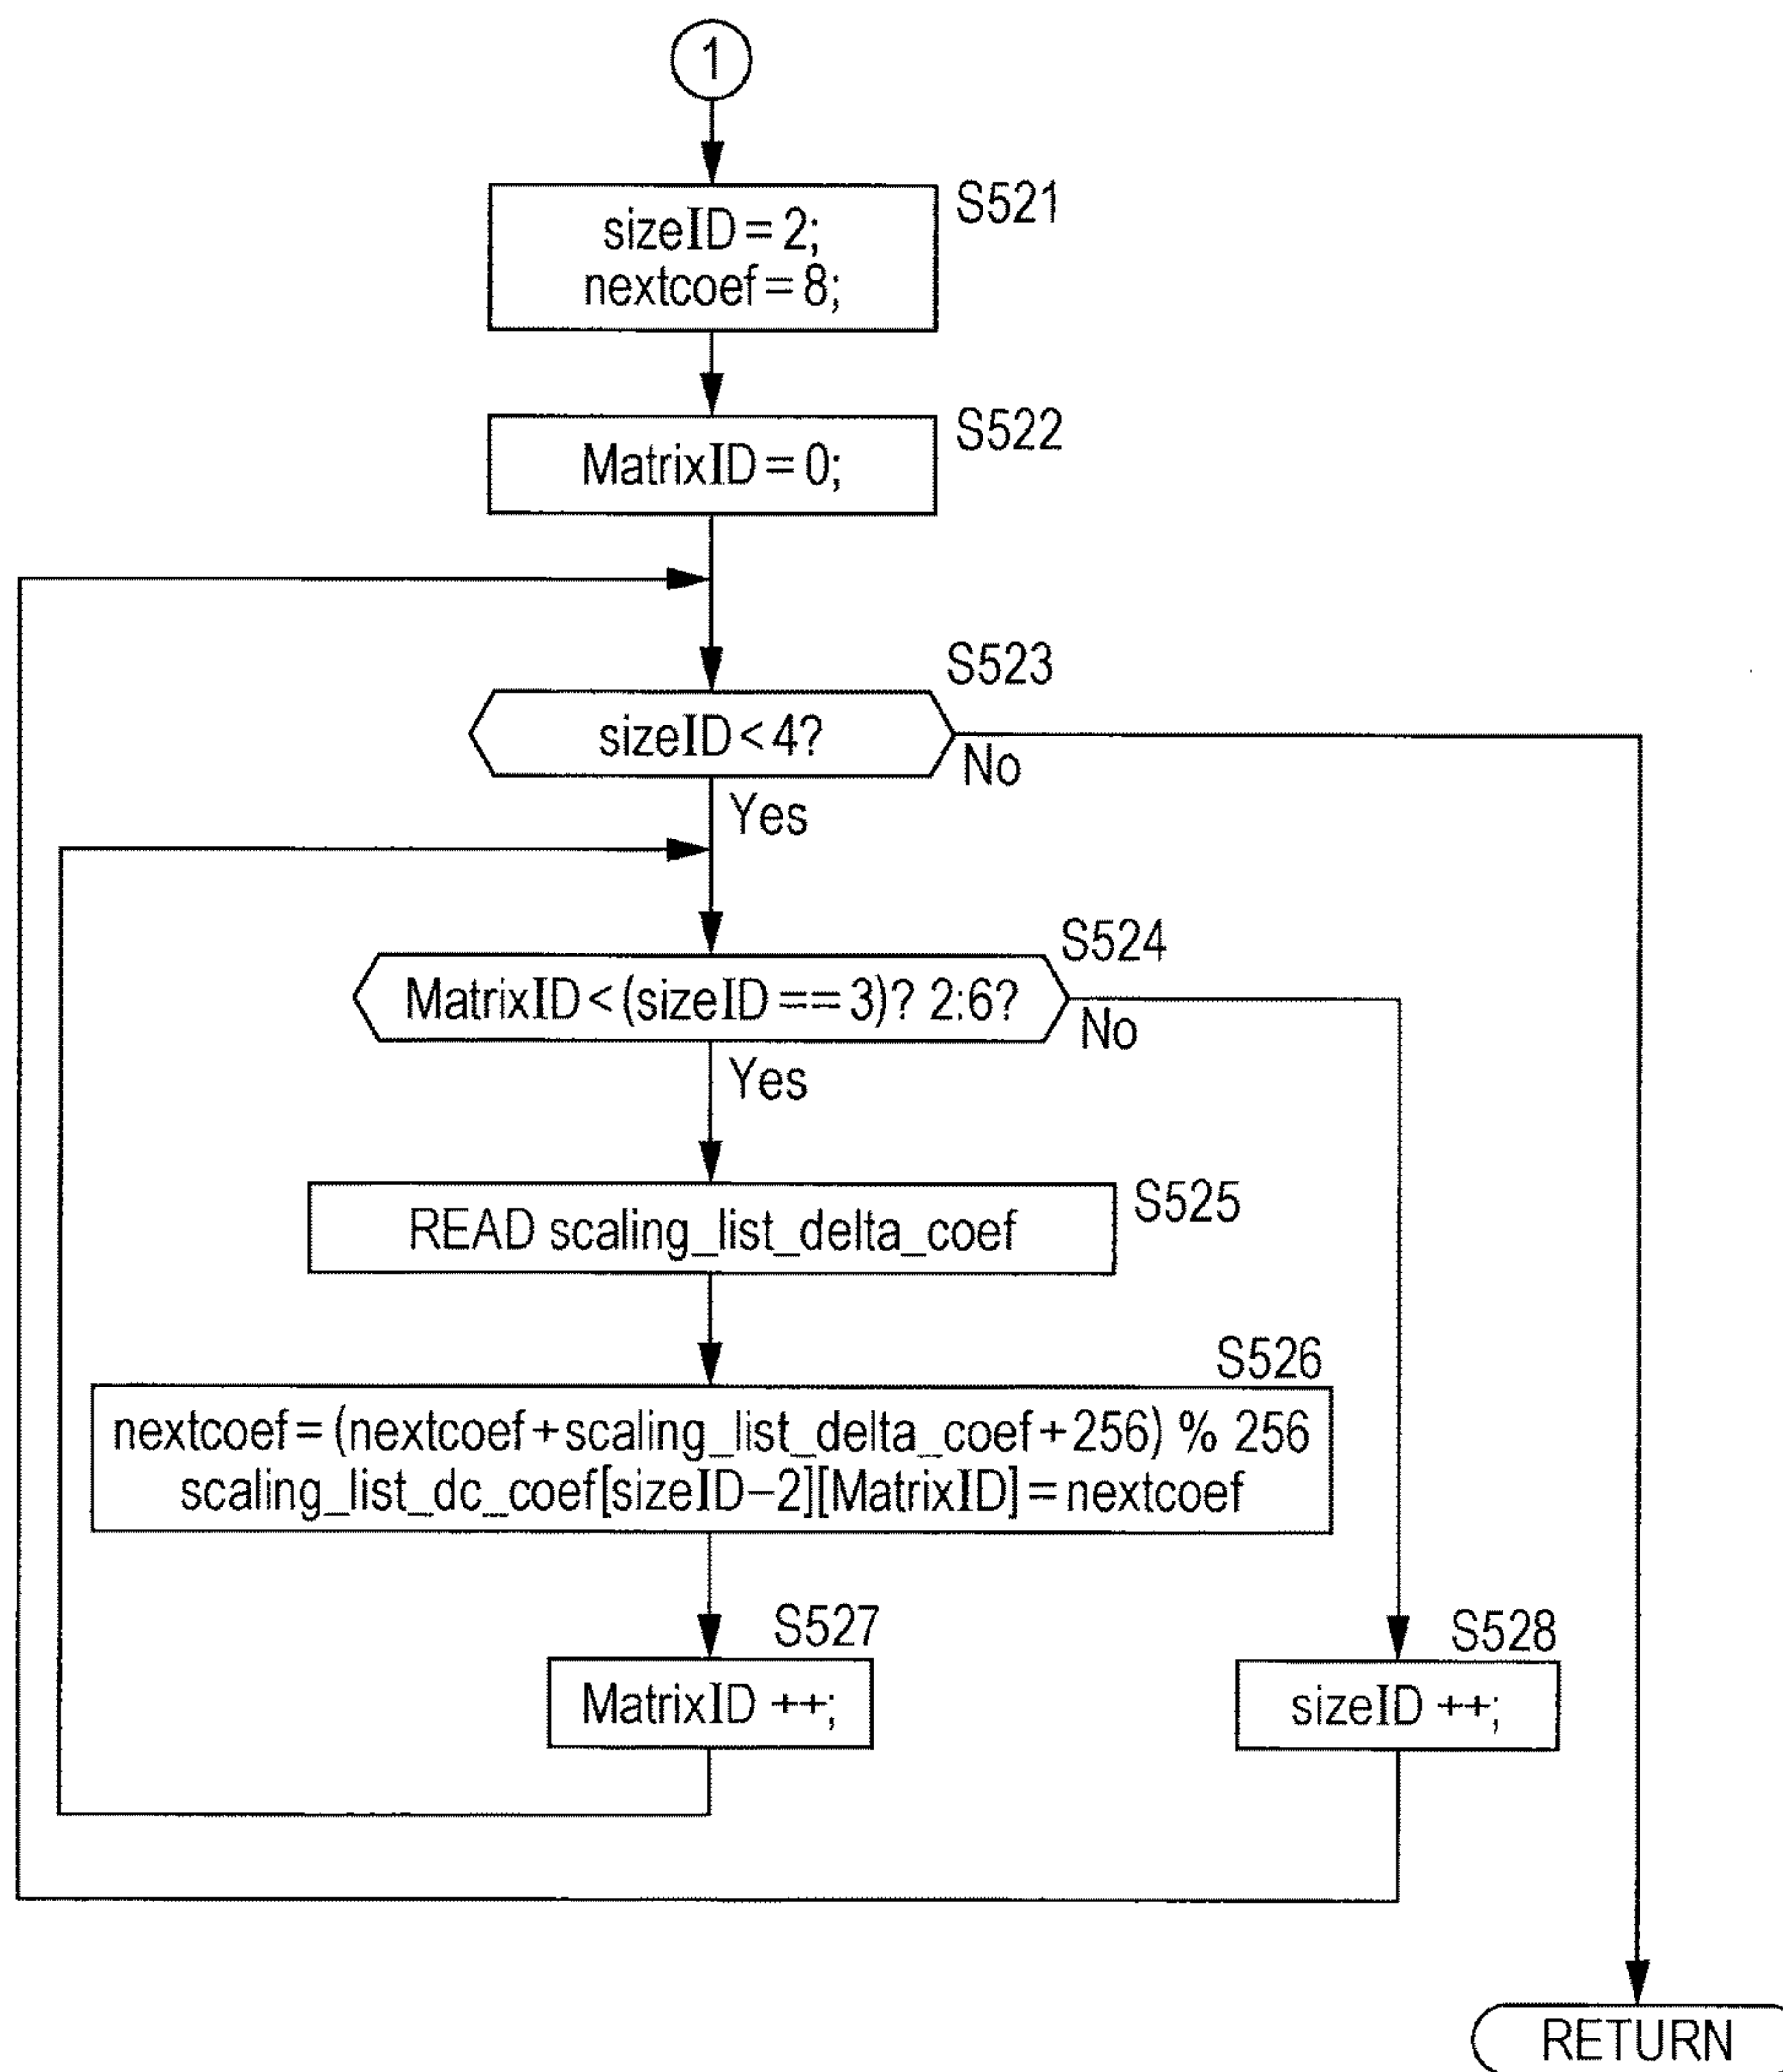 1
S521
sizeID = 2;
nextcoef = 8;
S522
MatrixID = 0;
S523
sizeID < 4?
No
Yes
S524
MatrixID < (sizeID == 3)? 2:6?
No
Yes
S525
READ scaling_list_delta_coef
S526
nextcoef = (nextcoef + scaling_list_delta_coef + 256) % 256
scaling_list_dc_coef[sizeID−2][MatrixID] = nextcoef
S527
MatrixID ++;
S528
sizeID ++;
RETURN